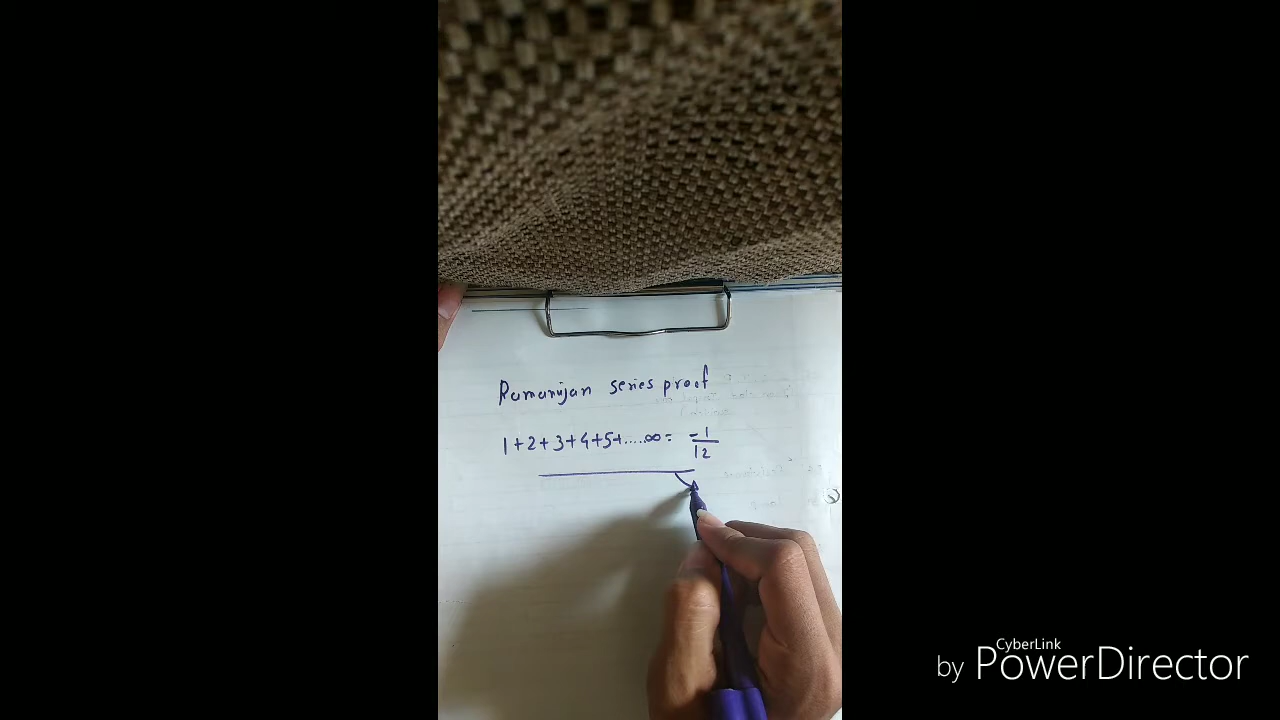 Ramanujan series proof
1+2+3+4+5+.....∞= -1/12
CyberLink
by PowerDirector